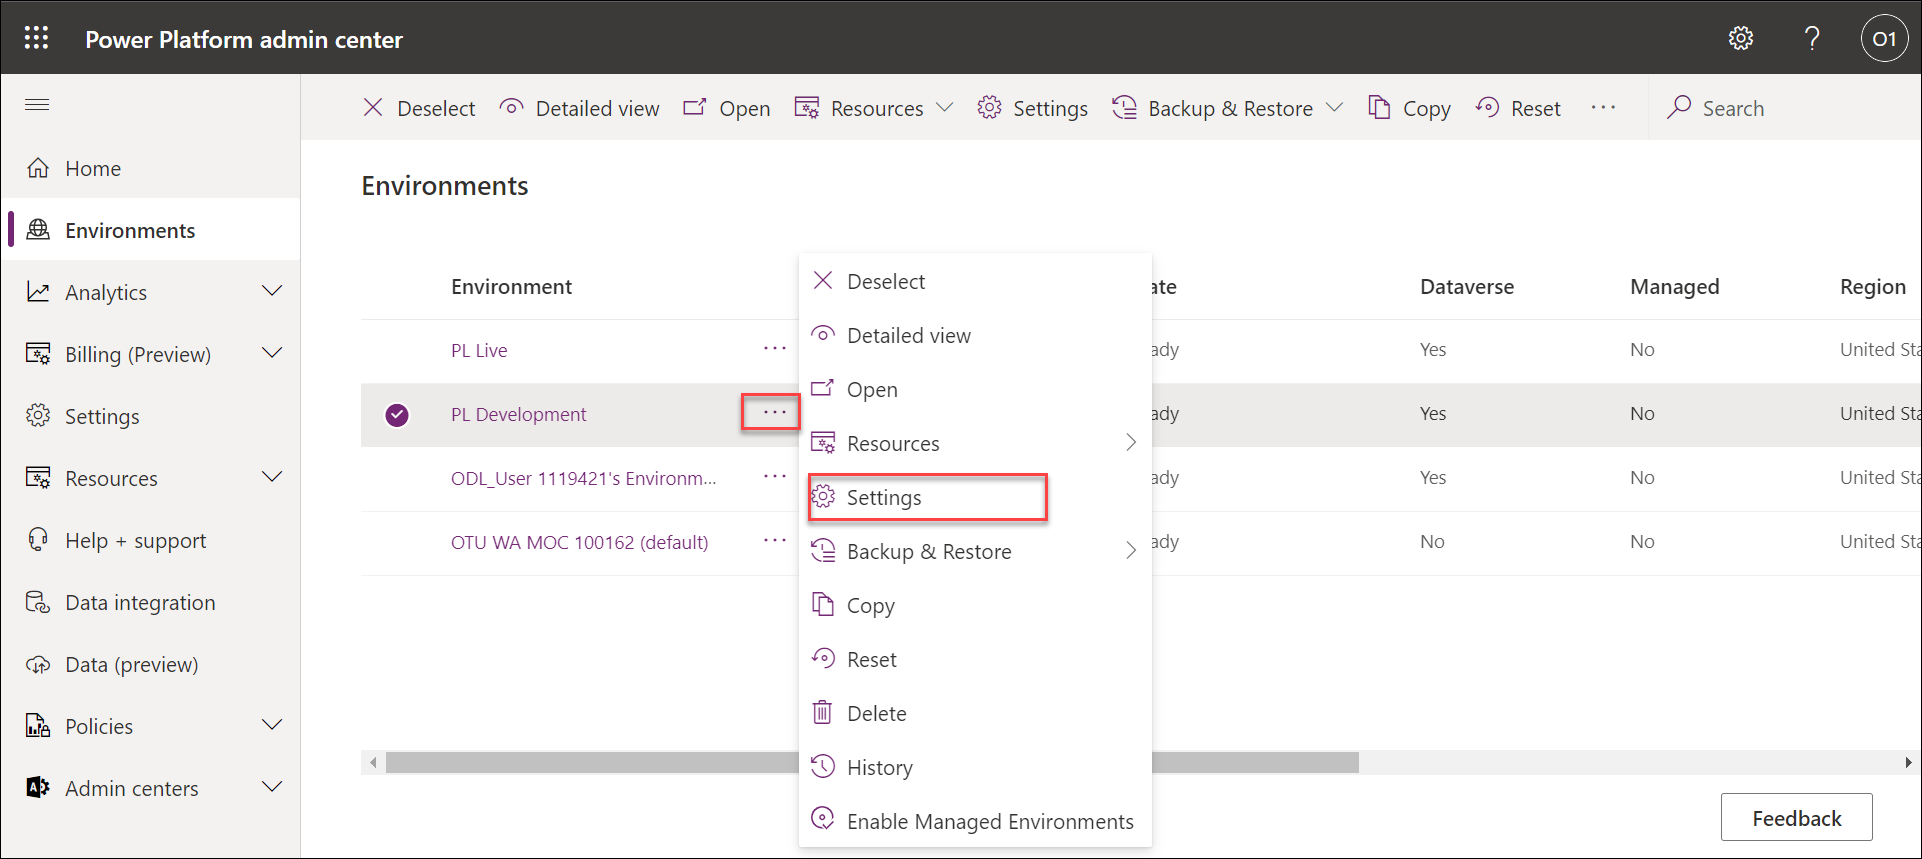 Power Platform admin center
?
O1
Deselect
Detailed view
Open
Resources
Settings
Backup & Restore
Copy
Reset
···
Search
Home
Environments
Analytics
Billing (Preview)
Settings
Resources
Help + support
Data integration
Data (preview)
Policies
Admin centers
Environments
Environment
ate
Dataverse
Managed
Region
PL Live
···
ady
Yes
No
United Sta
PL Development
···
ady
Yes
No
United Sta
ODL_User 1119421's Environm...
···
ady
Yes
No
United Sta
OTU WA MOC 100162 (default)
···
ady
No
No
United Sta
Deselect
Detailed view
Open
Resources
Settings
Backup & Restore
Copy
Reset
Delete
History
Enable Managed Environments
Feedback